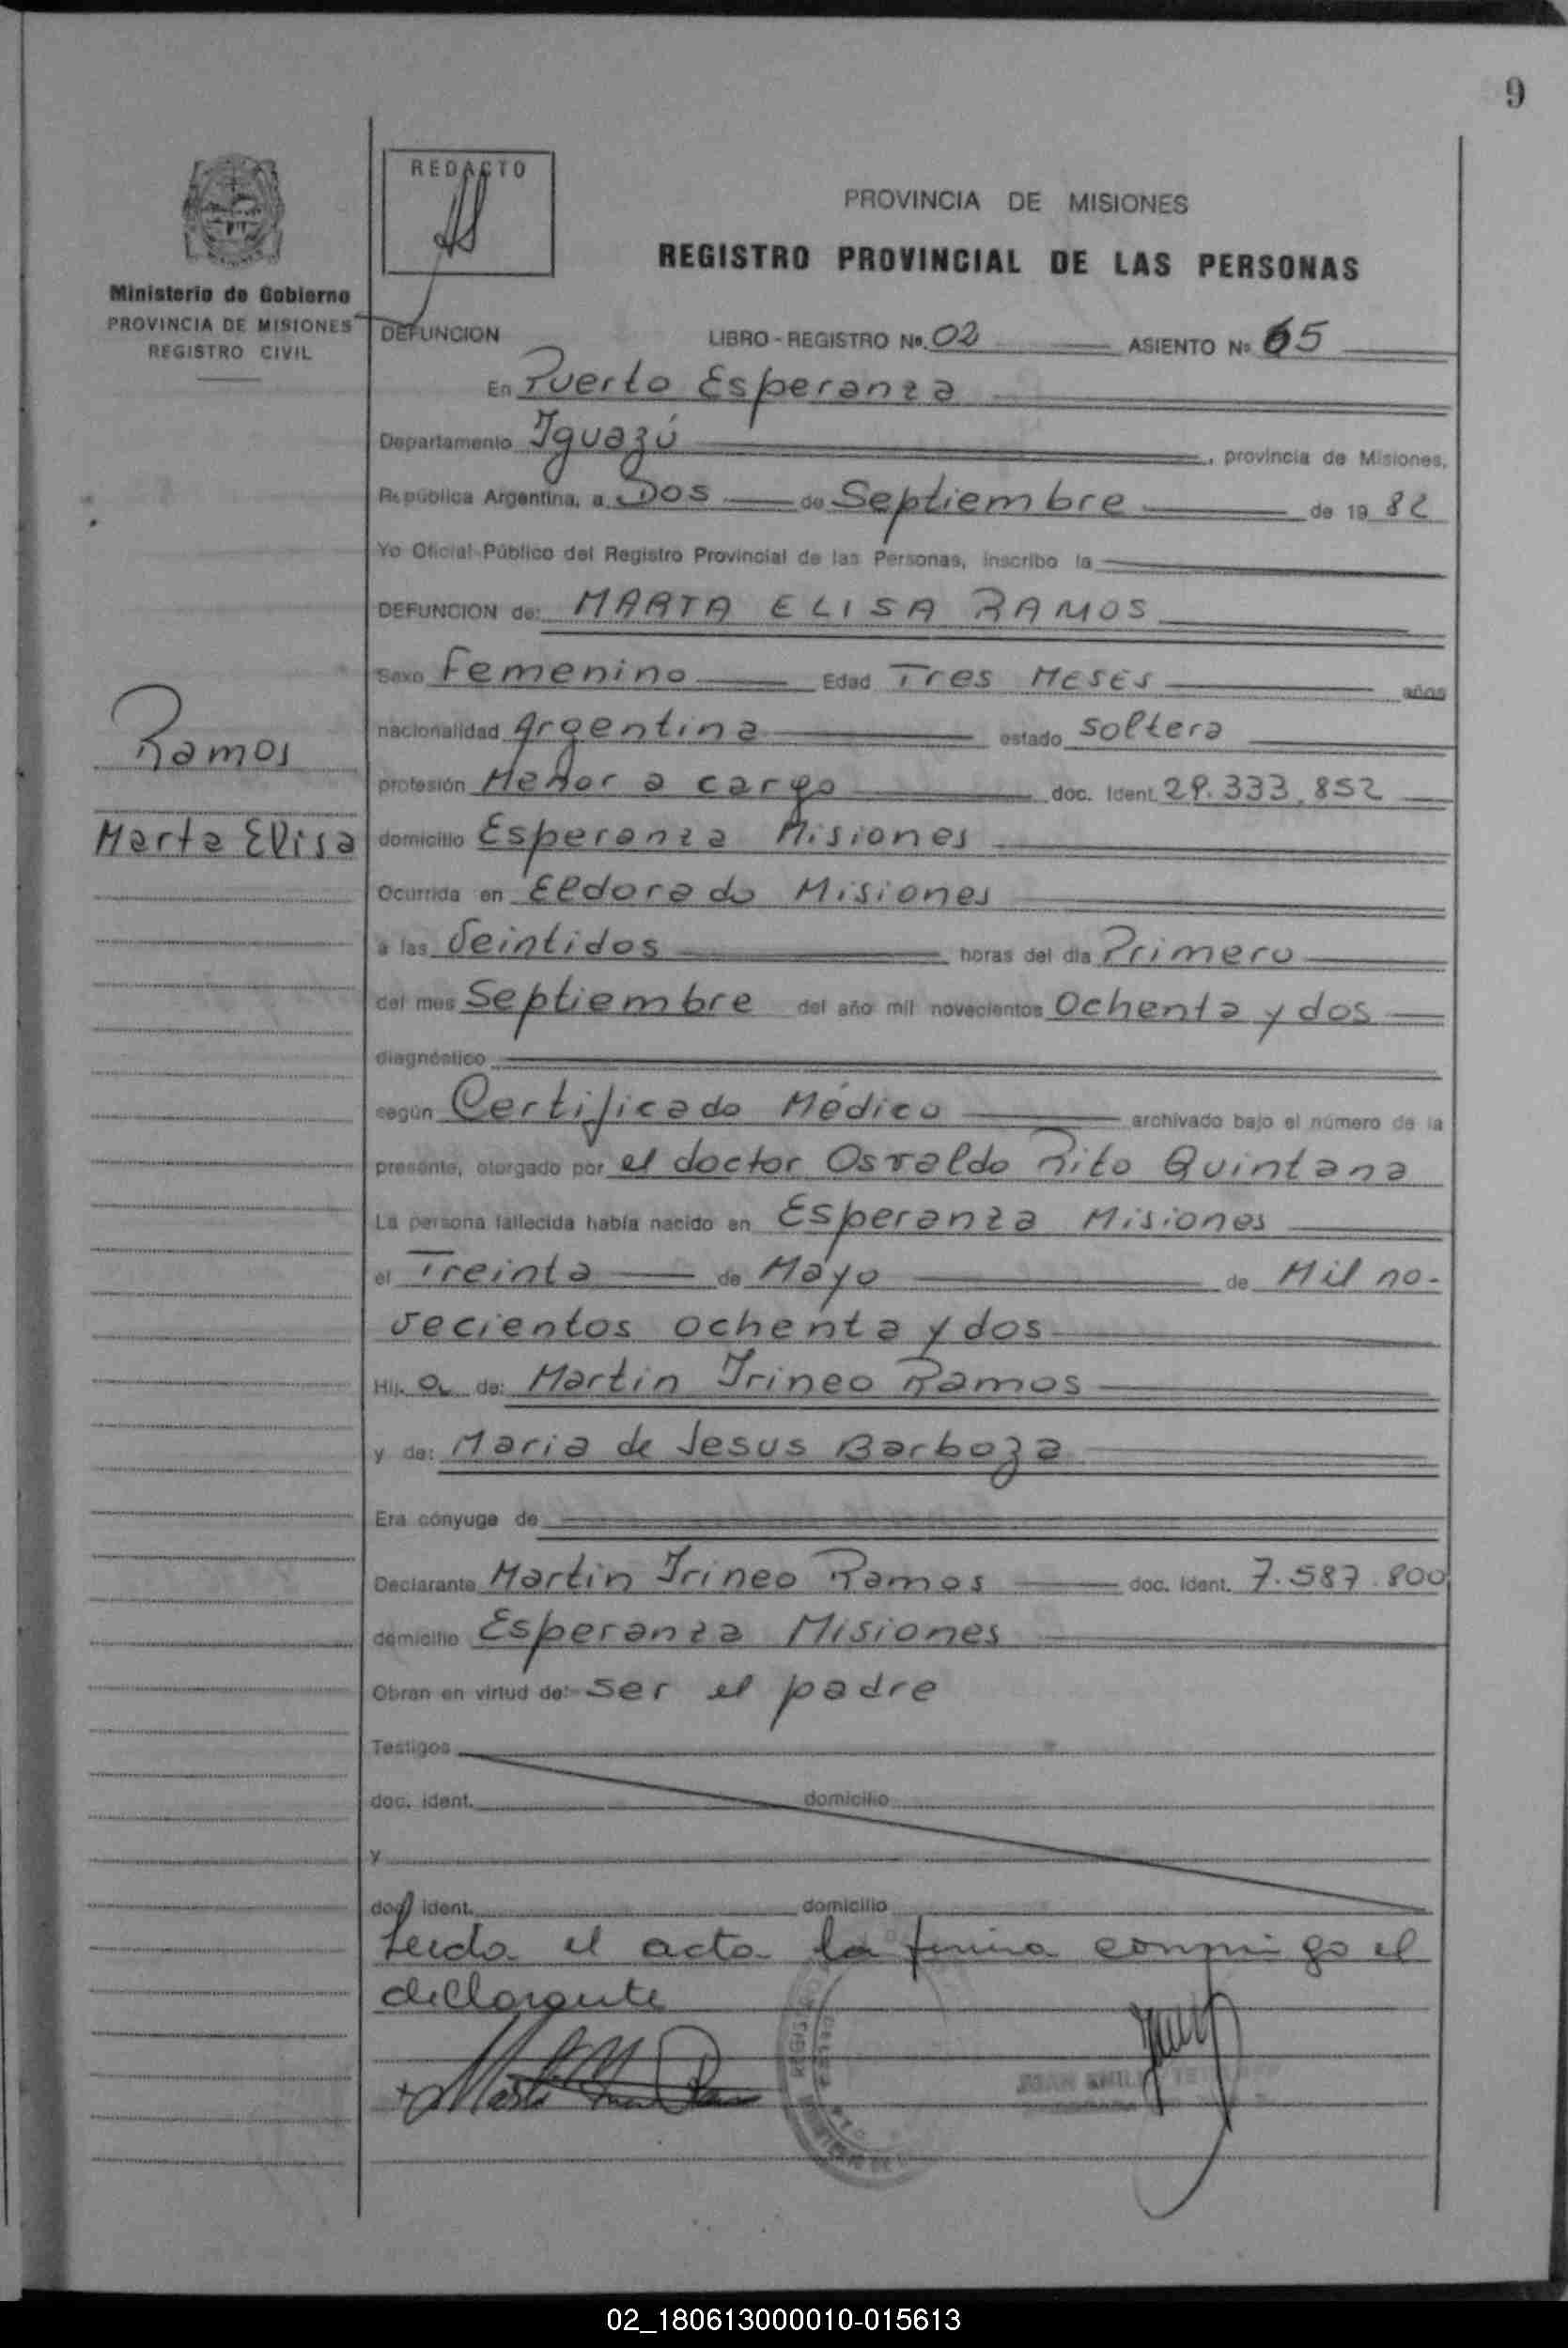 9
REDACTO
PROVINCIA DE MISIONES
REGISTRO PROVINCIAL DE LAS PERSONAS
Ministerio de Gobierno
PROVINCIA DE MISIONES
REGISTRO CIVIL
DEFUNCION LIBRO - REGISTRO No. 02 ASIENTO No 65
En Puerto Esperanza
Departamento Iguazú, provincia de Misiones,
República Argentina, a Dos de Septiembre de 19 82
Yo Oficial Público del Registro Provincial de las Personas, inscribo la
DEFUNCION de: MARTA ELISA RAMOS
Sexo Femenino Edad Tres Meses años
Ramos
Marta Elisa
nacionalidad Argentina estado soltera
profesión Menor a cargo doc. Ident. 29.333.852
domicilio Esperanza Misiones
Ocurrida en Eldorado Misiones
a las Veintidos horas del día Primero
del mes Septiembre del año mil novecientos Ochenta y dos
diagnóstico
según Certificado Médico archivado bajo el número de la
presente, otorgado por el doctor Osvaldo Rito Quintana
La persona fallecida había nacido en Esperanza Misiones
el Treinta de Mayo de Mil no-
vecientos ochenta y dos
Hij a de: Martin Irineo Ramos
y de: Maria de Jesus Barboza
Era cónyuge de
Declarante Martin Irineo Ramos doc. Ident. 7.587.800
domicilio Esperanza Misiones
Obran en virtud de: ser el padre
Testigos
doc. ident. domicilio
y
doc. ident. domicilio
Leida el acta la firma conmigo el
declarante
02_180613000010-015613